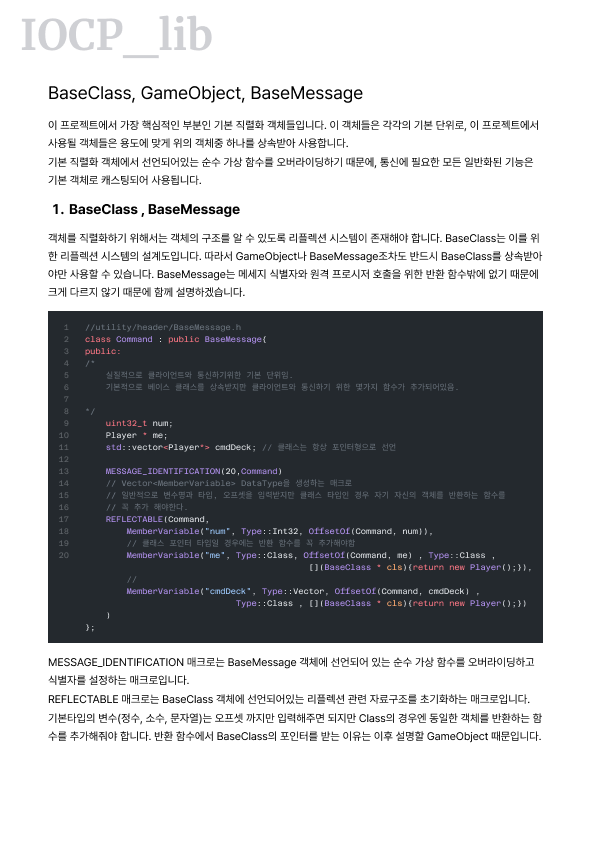 IOCP_lib
BaseClass, GameObject, BaseMessage
이 프로젝트에서 가장 핵심적인 부분인 기본 직렬화 객체들입니다. 이 객체들은 각각의 기본 단위로, 이 프로젝트에서
사용될 객체들은 용도에 맞게 위의 객체중 하나를 상속받아 사용합니다.
기본 직렬화 객체에서 선언되어있는 순수 가상 함수를 오버라이딩하기 때문에, 통신에 필요한 모든 일반화된 기능은
기본 객체로 캐스팅되어 사용됩니다.
1. BaseClass , BaseMessage
객체를 직렬화하기 위해서는 객체의 구조를 알 수 있도록 리플렉션 시스템이 존재해야 합니다. BaseClass는 이를 위
한 리플렉션 시스템의 설계도입니다. 따라서 GameObject나 BaseMessage조차도 반드시 BaseClass를 상속받아
야만 사용할 수 있습니다. BaseMessage는 메세지 식별자와 원격 프로시저 호출을 위한 반환 함수밖에 없기 때문에
크게 다르지 않기 때문에 함께 설명하겠습니다.
1 //utility/header/BaseMessage.h
2 class Command : public BaseMessage{
3 public:
4 /*
5 실질적으로 클라이언트와 통신하기위한 기본 단위임.
6 기본적으로 베이스 클래스를 상속받지만 클라이언트와 통신하기 위한 몇가지 함수가 추가되어있음.
7
8 */
9 uint32_t num;
10 Player * me;
11 std::vector<Player*> cmdDeck; // 클래스는 항상 포인터형으로 선언
12
13 MESSAGE_IDENTIFICATION(20,Command)
14 // Vector<MemberVariable> DataType을 생성하는 매크로
15 // 일반적으로 변수명과 타입, 오프셋을 입력받지만 클래스 타입인 경우 자기 자신의 객체를 반환하는 함수를
16 // 꼭 추가 해야한다.
17 REFLECTABLE(Command,
18 MemberVariable("num", Type::Int32, OffsetOf(Command, num)),
19 // 클래스 포인터 타입일 경우에는 반환 함수를 꼭 추가해야함
20 MemberVariable("me", Type::Class, OffsetOf(Command, me) , Type::Class ,
[](BaseClass * cls){return new Player();}),
//
MemberVariable("cmdDeck", Type::Vector, OffsetOf(Command, cmdDeck) ,
Type::Class , [](BaseClass * cls){return new Player();})
)
};
MESSAGE_IDENTIFICATION 매크로는 BaseMessage 객체에 선언되어 있는 순수 가상 함수를 오버라이딩하고
식별자를 설정하는 매크로입니다.
REFLECTABLE 매크로는 BaseClass 객체에 선언되어있는 리플렉션 관련 자료구조를 초기화하는 매크로입니다.
기본타입의 변수(정수, 소수, 문자열)는 오프셋 까지만 입력해주면 되지만 Class의 경우엔 동일한 객체를 반환하는 함
수를 추가해줘야 합니다. 반환 함수에서 BaseClass의 포인터를 받는 이유는 이후 설명할 GameObject 때문입니다.